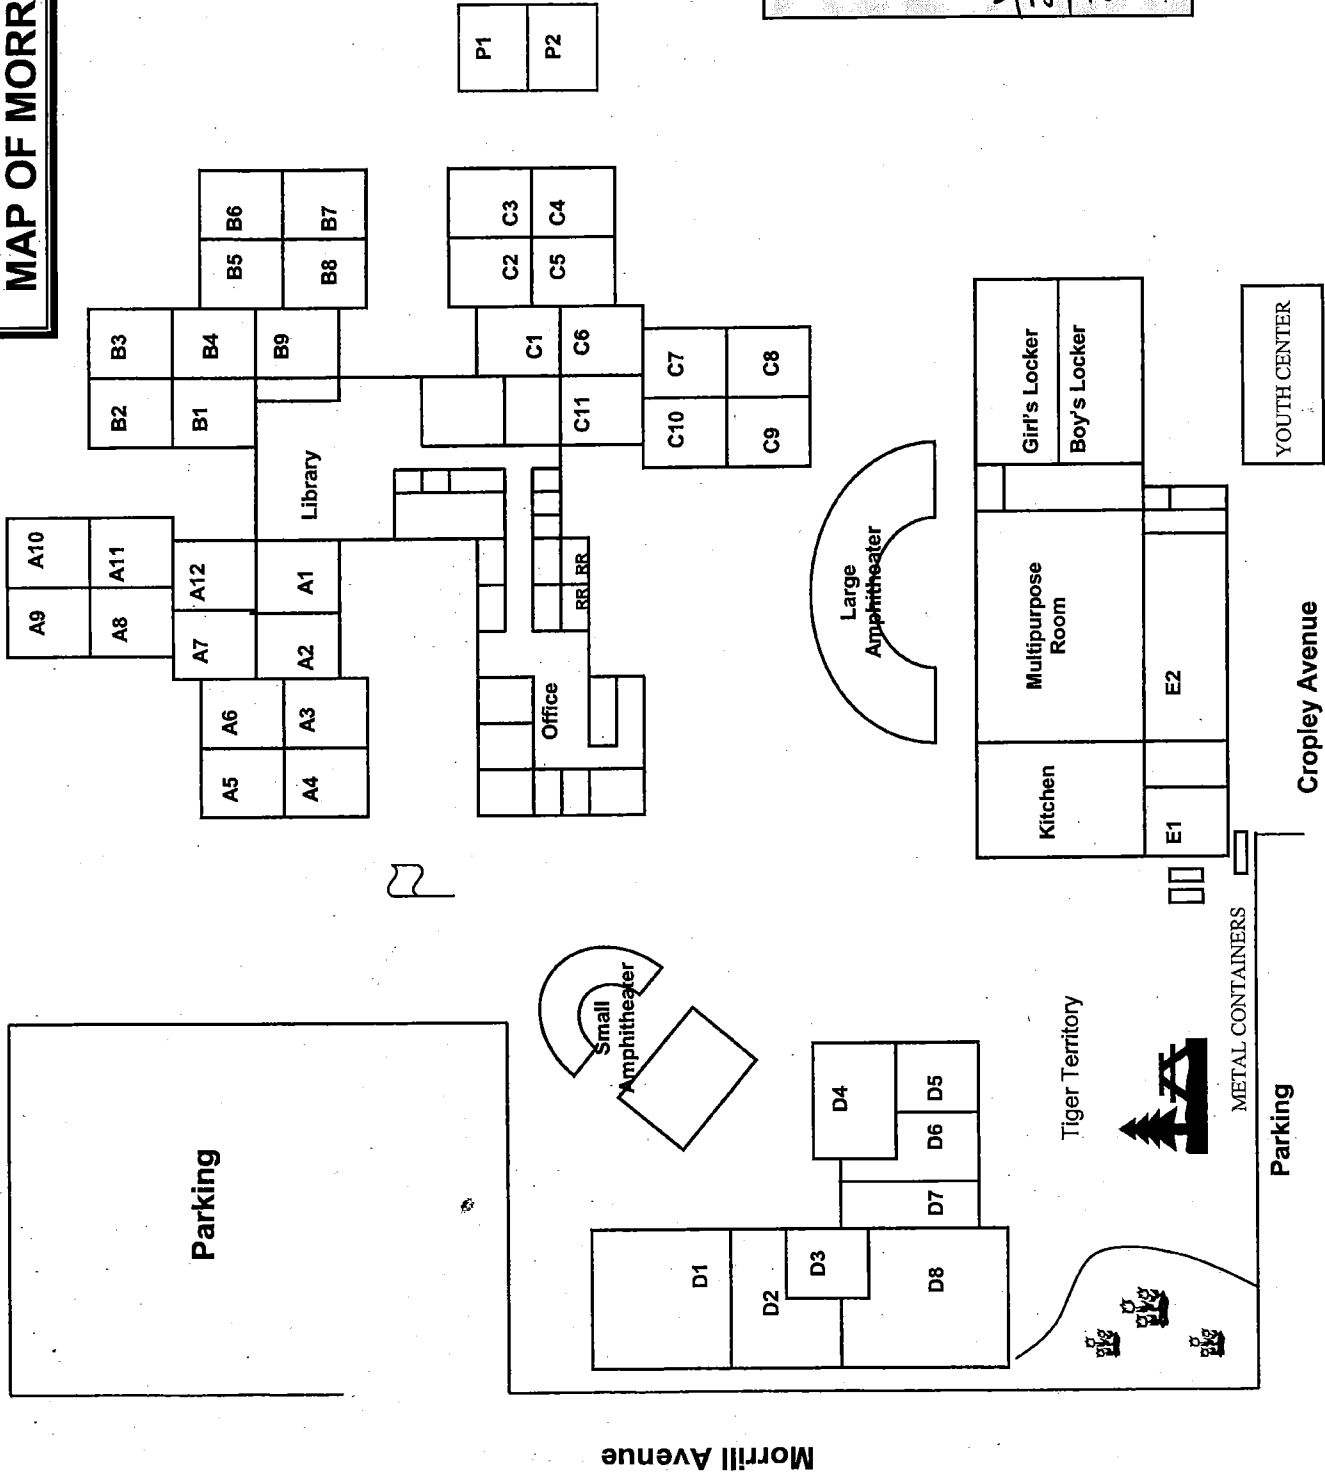 MAP OF MORR
P1
P2
B6
B7
B5
B8
B3
B4
B9
B2
B1
C3
C4
C2
C5
C1
C6
C7
C8
C11
C10
C9
Library
A10
A11
A12
A1
A9
A8
A7
A2
A6
A3
A5
A4
RR
RR
Office
Large
Amphitheater
Girl's Locker
Boy's Locker
YOUTH CENTER
Multipurpose
Room
E2
Kitchen
E1
Cropley Avenue
Small
Amphitheater
METAL CONTAINERS
Tiger Territory
Parking
Parking
D4
D5
D6
D7
D1
D2
D3
D8
Morrill Avenue